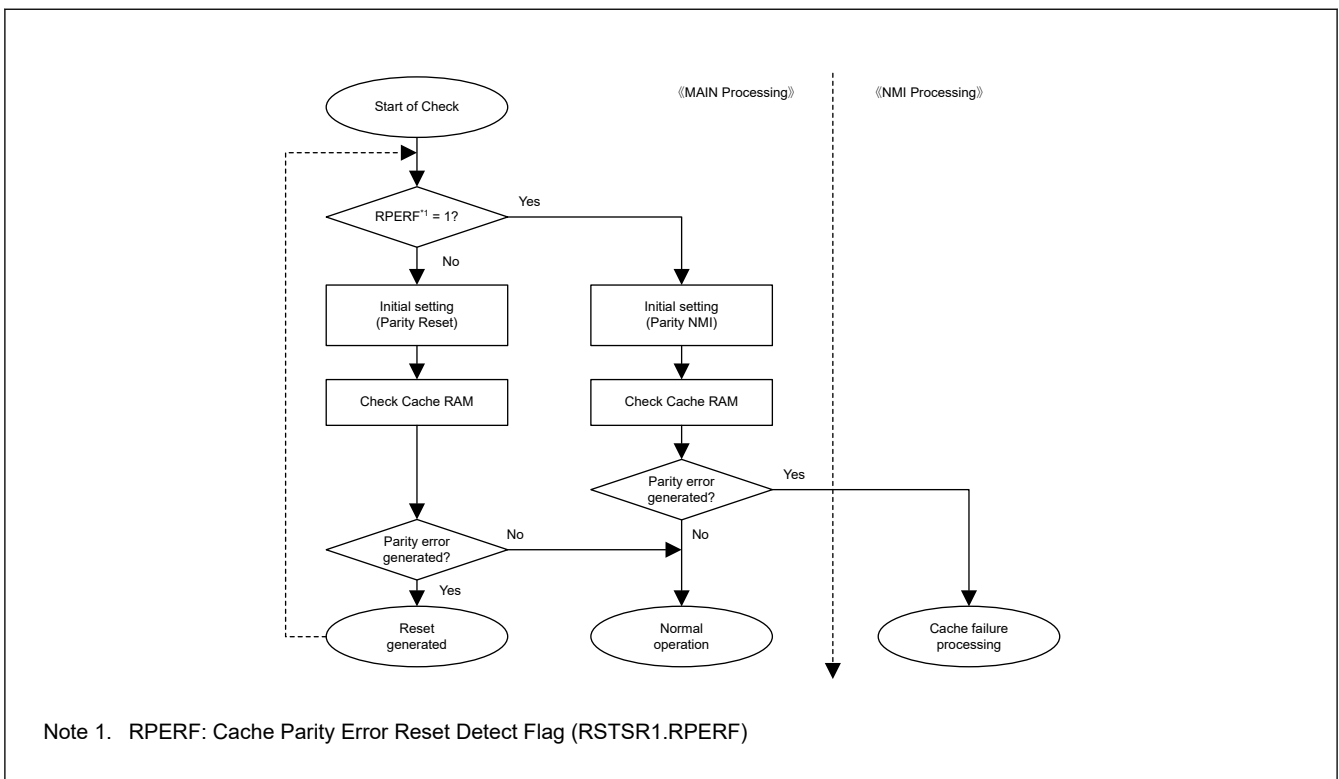 Start of Check
《MAIN Processing》
《NMI Processing》
RPERF*1 = 1?
Yes
No
Initial setting
(Parity Reset)
Initial setting
(Parity NMI)
Check Cache RAM
Check Cache RAM
Parity error
generated?
Yes
No
Parity error
generated?
No
Yes
Reset
generated
Normal
operation
Cache failure
processing
Note 1. RPERF: Cache Parity Error Reset Detect Flag (RSTSR1.RPERF)